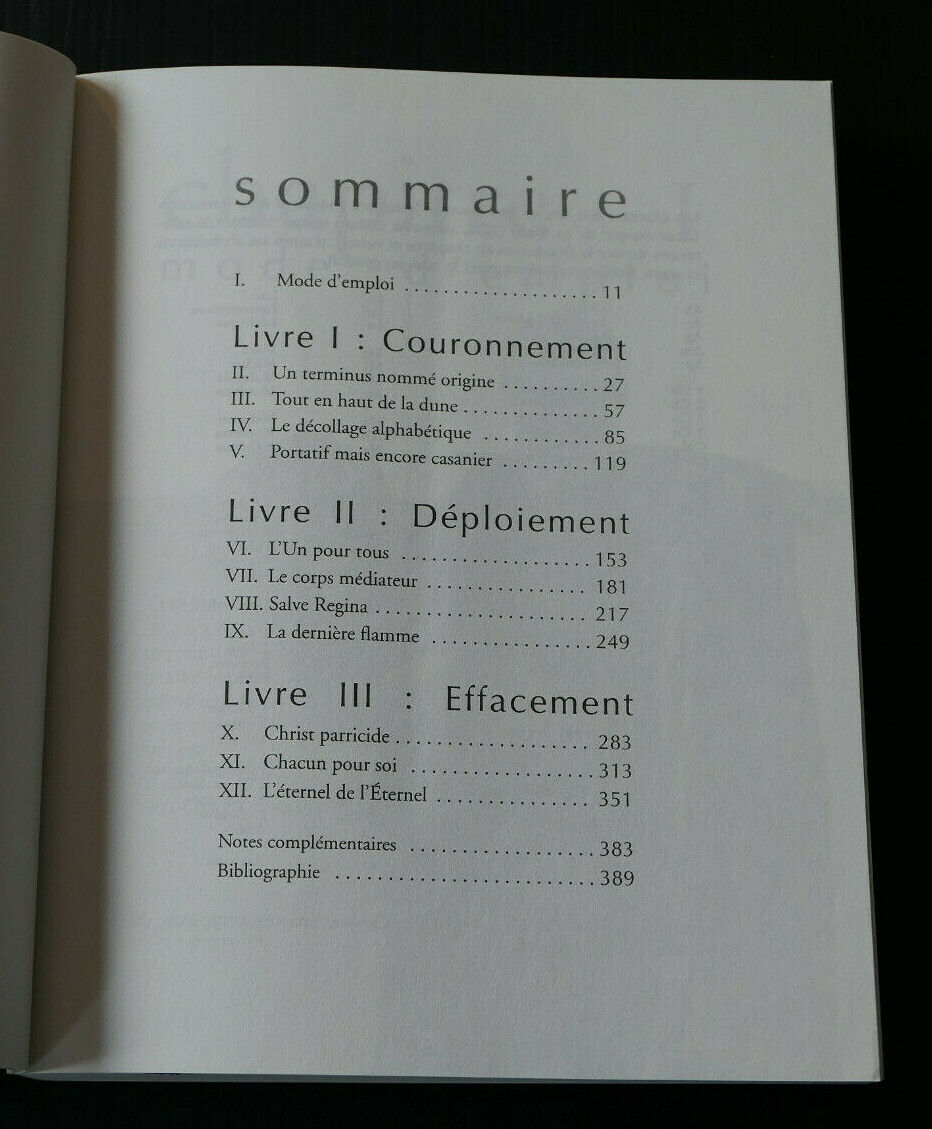 sommaire
I. Mode d'emploi .................... 11
Livre I : Couronnement
II. Un terminus nommé origine .......... 27
III. Tout en haut de la dune .............. 57
IV. Le décollage alphabétique ............ 85
V. Portatif mais encore casanier ......... 119
Livre II : Déploiement
VI. L'Un pour tous .................... 153
VII. Le corps médiateur ................ 181
VIII. Salve Regina ...................... 217
IX. La dernière flamme ................ 249
Livre III : Effacement
X. Christ parricide .................... 283
XI. Chacun pour soi .................. 313
XII. L'éternel de l'Éternel ................ 351
Notes complémentaires ................... 383
Bibliographie ........................... 389